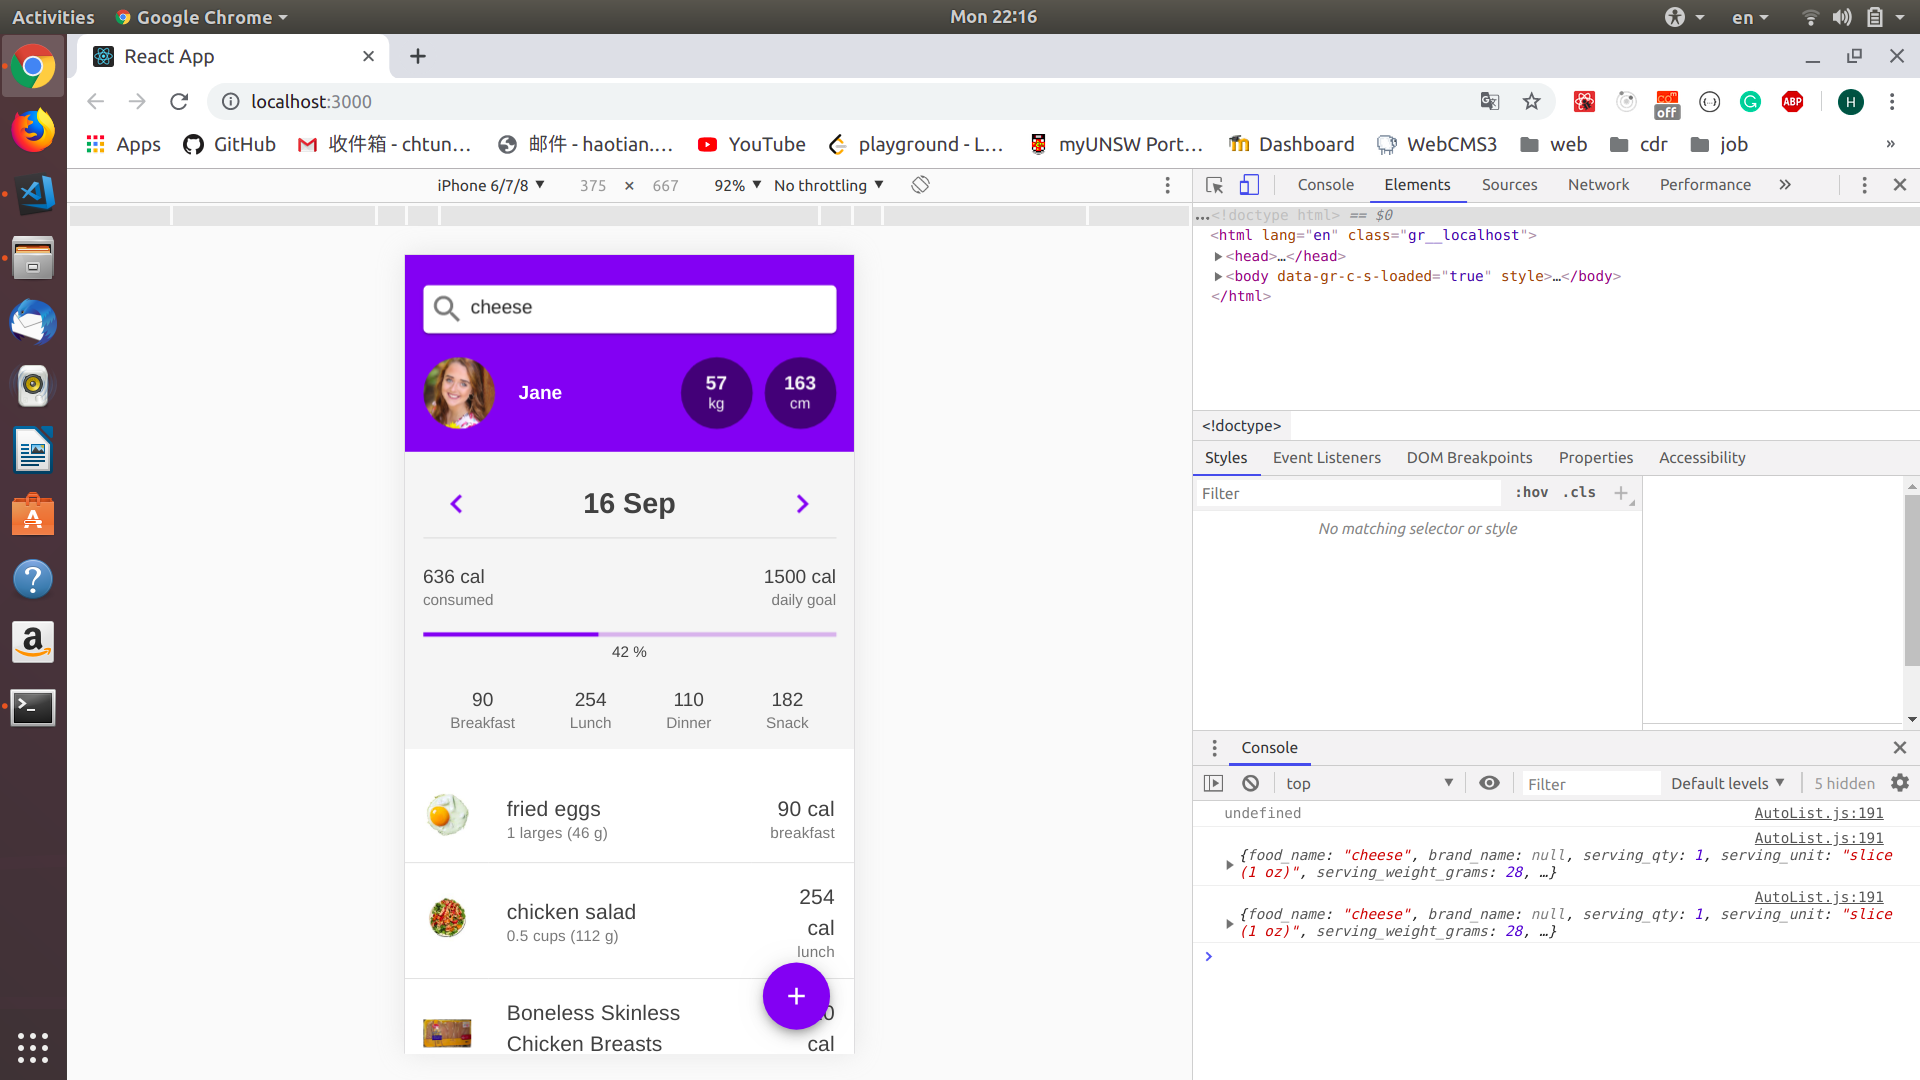 Activities Google Chrome Mon 22:16 en
React App
localhost:3000 off ABP H
Apps GitHub 收件箱 - chtun... 邮件 - haotian.... YouTube playground - L... myUNSW Port... Dashboard WebCMS3 web cdr job »
iPhone 6/7/8 375 × 667 92% No throttling
Console Elements Sources Network Performance »
...<!doctype html> == $0
<html lang="en" class="gr__localhost">
<head>…</head>
<body data-gr-c-s-loaded="true" style>…</body>
</html>
<!doctype>
Styles Event Listeners DOM Breakpoints Properties Accessibility
Filter :hov .cls +
No matching selector or style
cheese
Jane
57
kg
163
cm
16 Sep
636 cal
consumed
1500 cal
daily goal
42 %
90
Breakfast
254
Lunch
110
Dinner
182
Snack
fried eggs
1 larges (46 g)
90 cal
breakfast
chicken salad
0.5 cups (112 g)
254
cal
lunch
Boneless Skinless
Chicken Breasts
0
cal
+
Console
top Filter Default levels 5 hidden
undefined AutoList.js:191
AutoList.js:191
{food_name: "cheese", brand_name: null, serving_qty: 1, serving_unit: "slice
(1 oz)", serving_weight_grams: 28, …}
AutoList.js:191
{food_name: "cheese", brand_name: null, serving_qty: 1, serving_unit: "slice
(1 oz)", serving_weight_grams: 28, …}